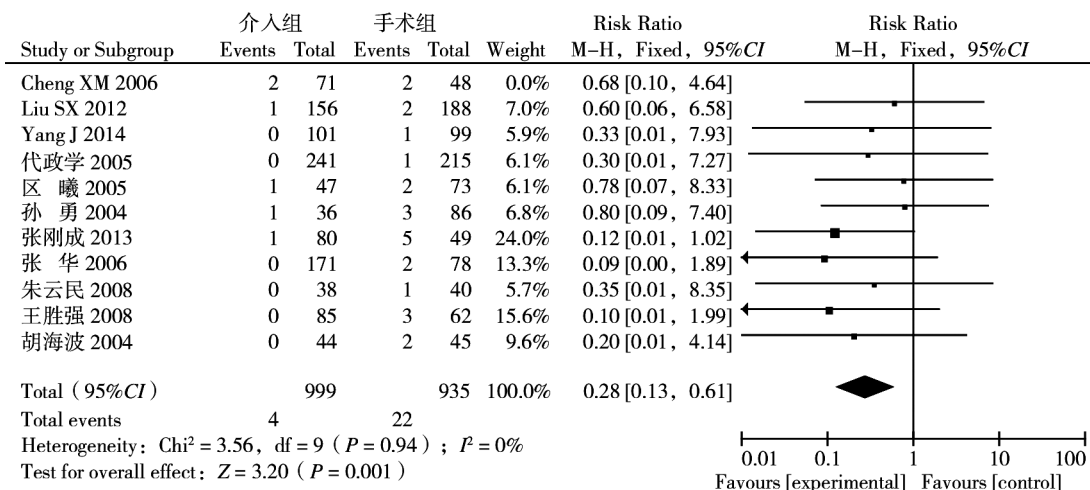 介入组 手术组 Risk Ratio Risk Ratio
Study or Subgroup Events Total Events Total Weight M-H, Fixed, 95%CI M-H, Fixed, 95%CI
Cheng XM 2006 2 71 2 48 0.0% 0.68 [0.10, 4.64]
Liu SX 2012 1 156 2 188 7.0% 0.60 [0.06, 6.58]
Yang J 2014 0 101 1 99 5.9% 0.33 [0.01, 7.93]
代政学 2005 0 241 1 215 6.1% 0.30 [0.01, 7.27]
区 曦 2005 1 47 2 73 6.1% 0.78 [0.07, 8.33]
孙 勇 2004 1 36 3 86 6.8% 0.80 [0.09, 7.40]
张刚成 2013 1 80 5 49 24.0% 0.12 [0.01, 1.02]
张 华 2006 0 171 2 78 13.3% 0.09 [0.00, 1.89]
朱云民 2008 0 38 1 40 5.7% 0.35 [0.01, 8.35]
王胜强 2008 0 85 3 62 15.6% 0.10 [0.01, 1.99]
胡海波 2004 0 44 2 45 9.6% 0.20 [0.01, 4.14]
Total (95%CI) 999 935 100.0% 0.28 [0.13, 0.61]
Total events 4 22
Heterogeneity: Chi² = 3.56, df = 9 (P = 0.94); I² = 0%
Test for overall effect: Z = 3.20 (P = 0.001)
0.01 0.1 1 10 100
Favours [experimental] Favours [control]